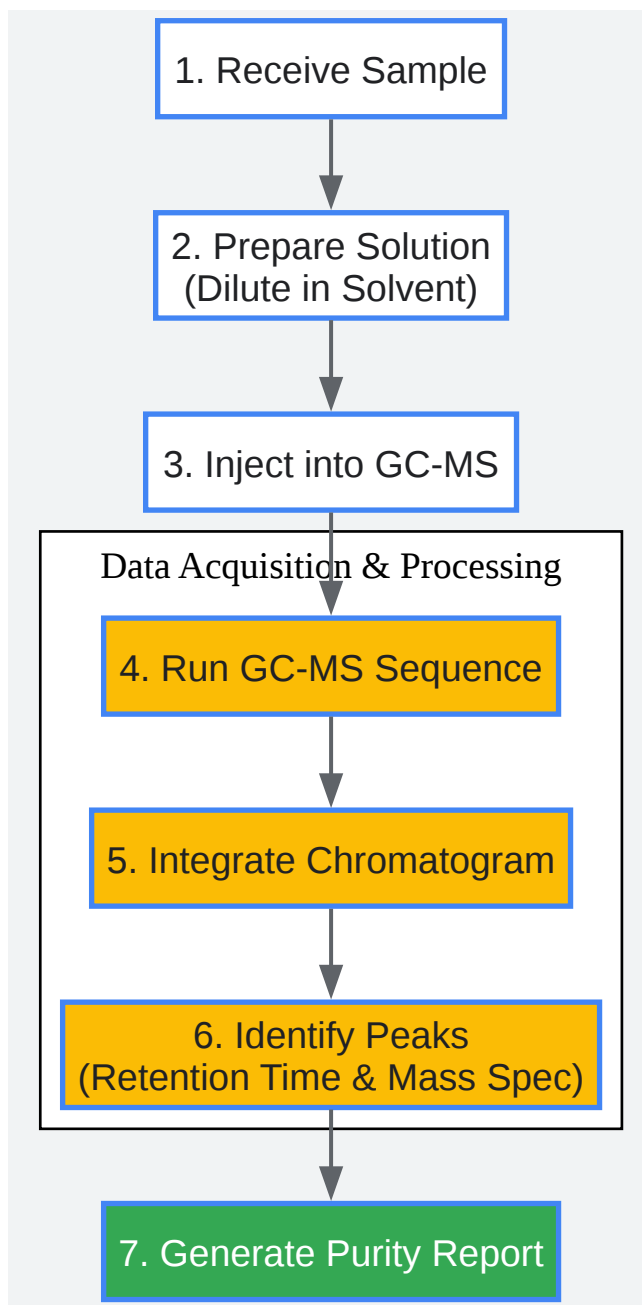 1. Receive Sample
2. Prepare Solution
(Dilute in Solvent)
3. Inject into GC-MS
Data Acquisition & Processing
4. Run GC-MS Sequence
5. Integrate Chromatogram
6. Identify Peaks
(Retention Time & Mass Spec)
7. Generate Purity Report